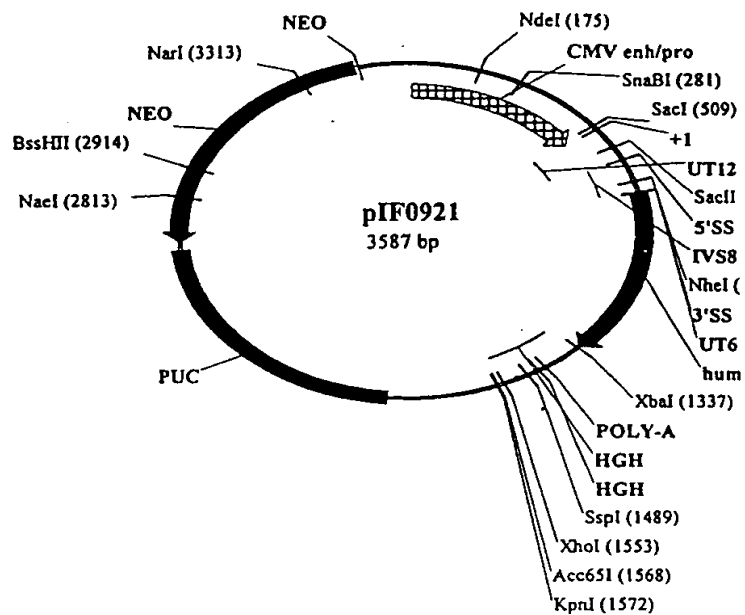 NEO
NdeI (175)
CMV enh/pro
SnaBI (281)
SacI (509)
+1
UT12
SacII
5'SS
IVS8
NheI (
3'SS
UT6
hum
XbaI (1337)
POLY-A
HGH
HGH
SspI (1489)
XhoI (1553)
Acc65I (1568)
KpnI (1572)
PUC
NaeI (2813)
BssHII (2914)
NEO
NarI (3313)
pIF0921
3587 bp